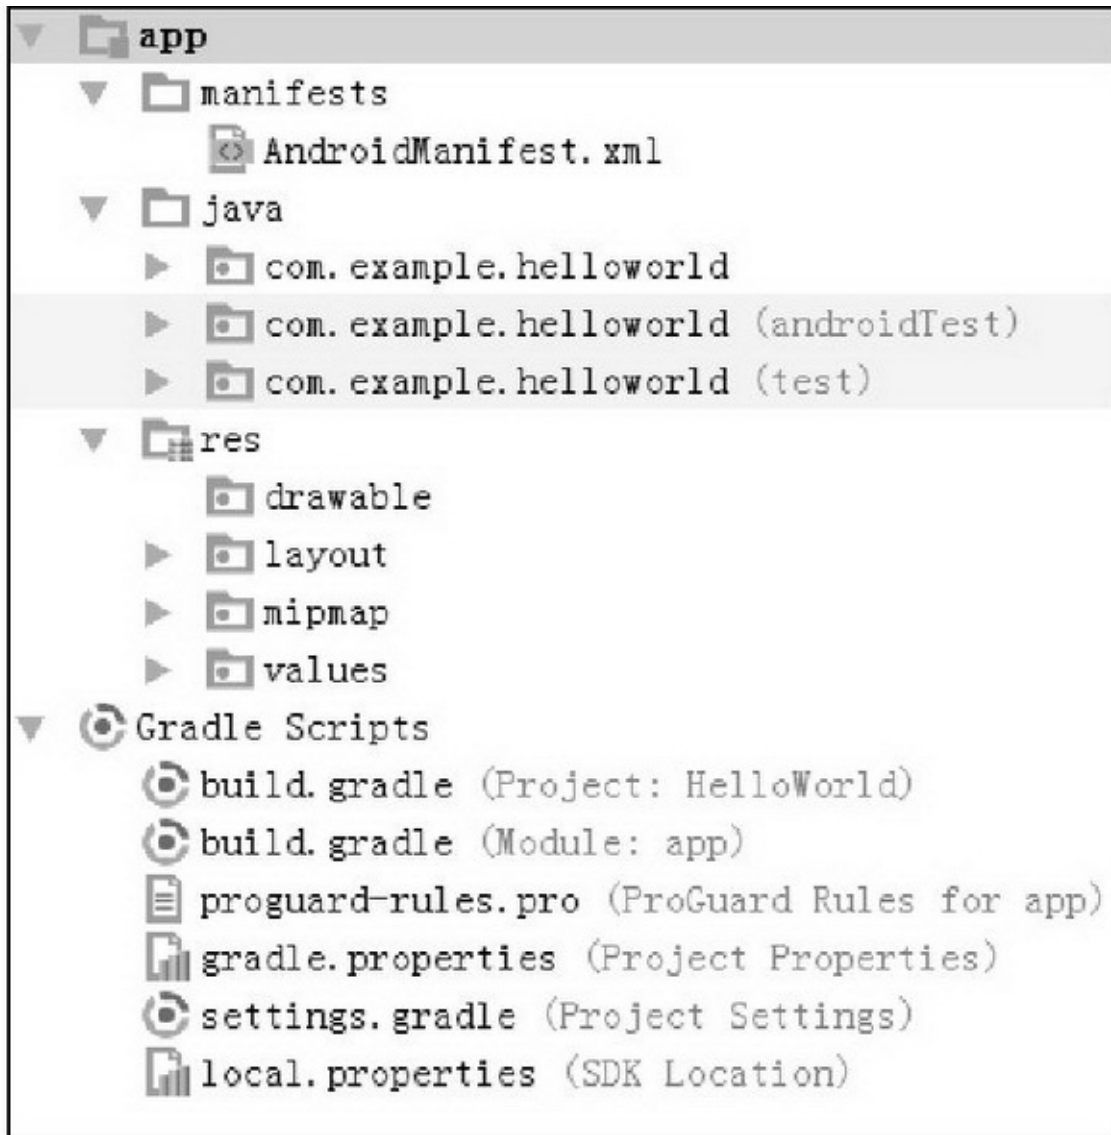 app
manifests
AndroidManifest.xml
java
com.example.helloworld
com.example.helloworld (androidTest)
com.example.helloworld (test)
res
drawable
layout
mipmap
values
Gradle Scripts
build.gradle (Project: HelloWorld)
build.gradle (Module: app)
proguard-rules.pro (ProGuard Rules for app)
gradle.properties (Project Properties)
settings.gradle (Project Settings)
local.properties (SDK Location)